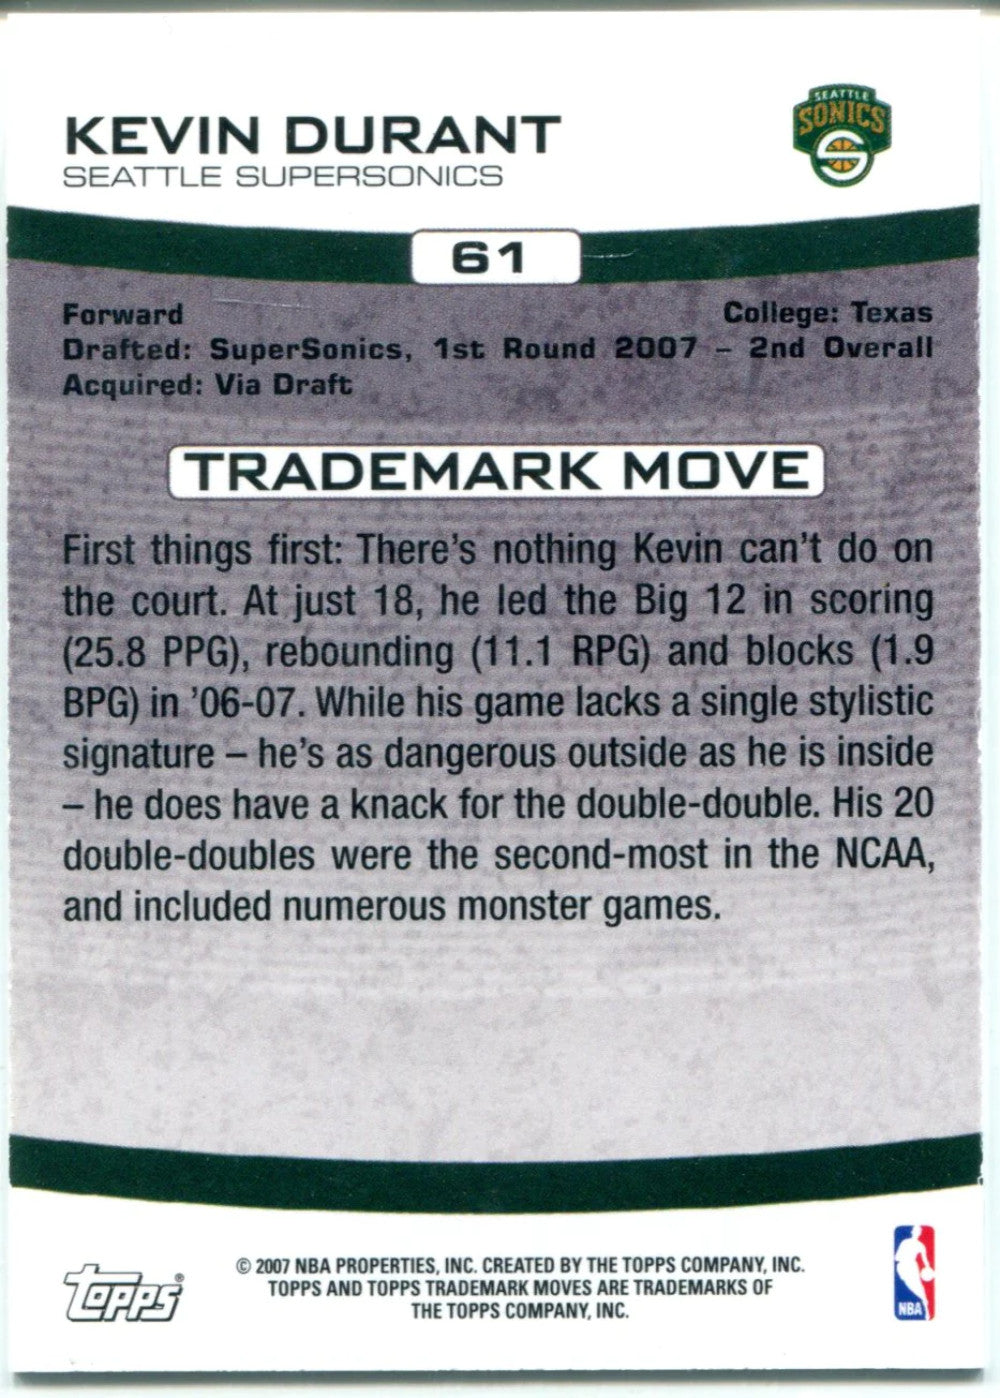 KEVIN DURANT
SEATTLE SUPERSONICS
SEATTLE
SONICS
61
Forward
College: Texas
Drafted: SuperSonics, 1st Round 2007 – 2nd Overall
Acquired: Via Draft
TRADEMARK MOVE
First things first: There's nothing Kevin can't do on
the court. At just 18, he led the Big 12 in scoring
(25.8 PPG), rebounding (11.1 RPG) and blocks (1.9
BPG) in '06-07. While his game lacks a single stylistic
signature – he's as dangerous outside as he is inside
– he does have a knack for the double-double. His 20
double-doubles were the second-most in the NCAA,
and included numerous monster games.
Topps®
© 2007 NBA PROPERTIES, INC. CREATED BY THE TOPPS COMPANY, INC.
TOPPS AND TOPPS TRADEMARK MOVES ARE TRADEMARKS OF
THE TOPPS COMPANY, INC.
NBA